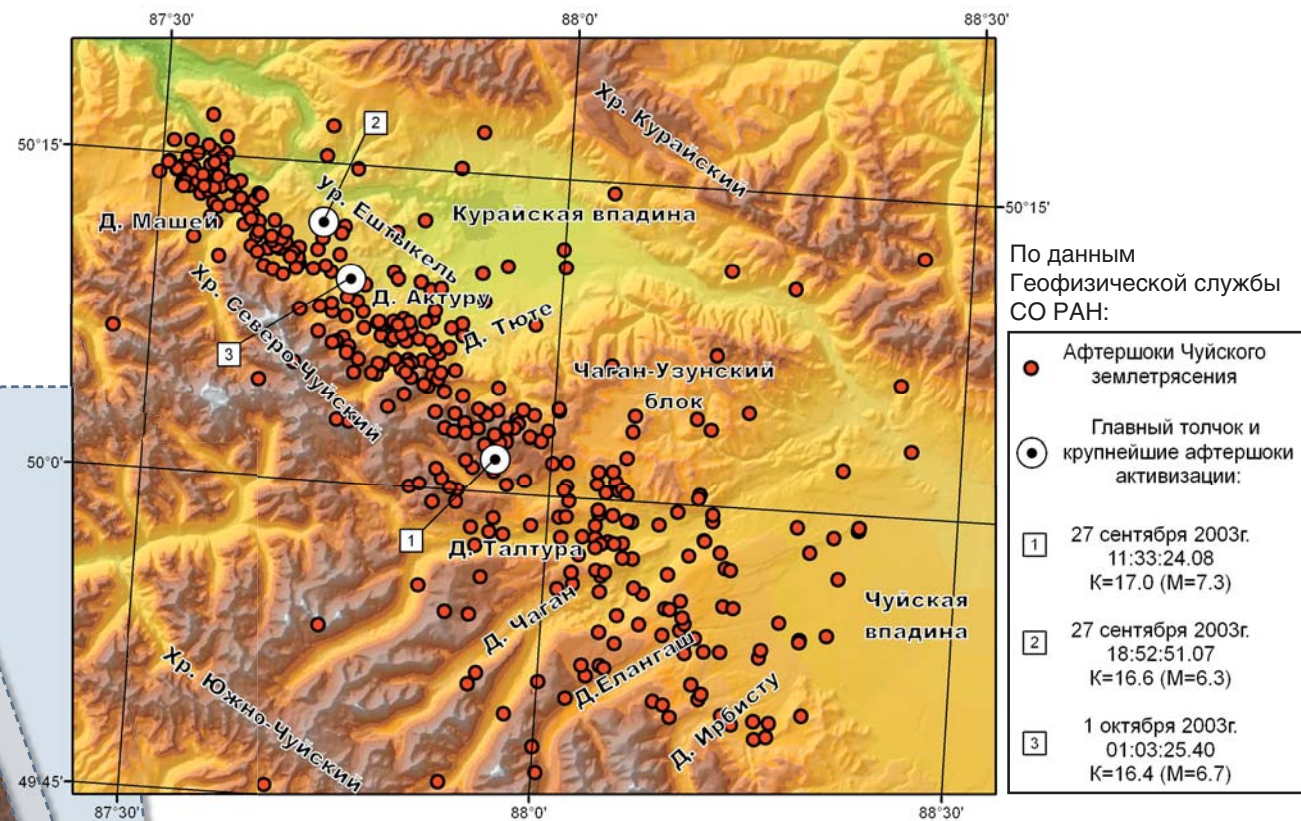 87°30'
88°0'
88°30'
50°15'
50°0'
49°45'
50°15'
87°30'
88°0'
88°30'
2
Хр. Курайский
Ур. Ештыкель
Курайская впадина
Д. Машей
Хр. Северо-Чуйский
Д. Актуру
Д. Тюте
3
Чаган-Узунский
блок
1
Д. Талтура
Д. Чаган
Д.Елангаш
Чуйская
впадина
Хр. Южно-Чуйский
Д. Ирбисту
По данным
Геофизической службы
СО РАН:
Афтершоки Чуйского
землетрясения
Главный толчок и
крупнейшие афтершоки
активизации:
1
27 сентября 2003г.
11:33:24.08
K=17.0 (M=7.3)
2
27 сентября 2003г.
18:52:51.07
K=16.6 (M=6.3)
3
1 октября 2003г.
01:03:25.40
K=16.4 (M=6.7)